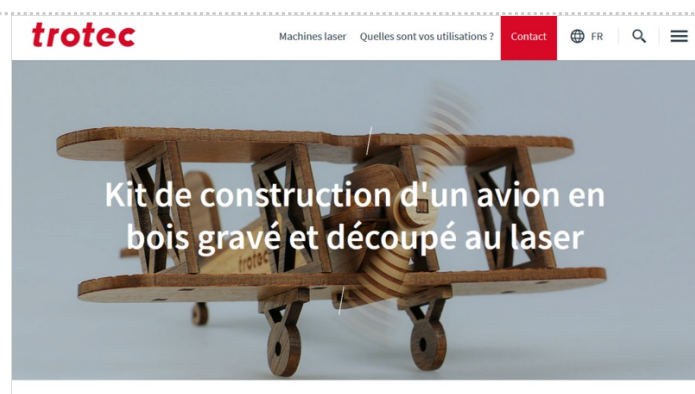 trotec
Machines laser Quelles sont vos utilisations ? Contact FR
Kit de construction d'un avion en
bois gravé et découpé au laser
trotec